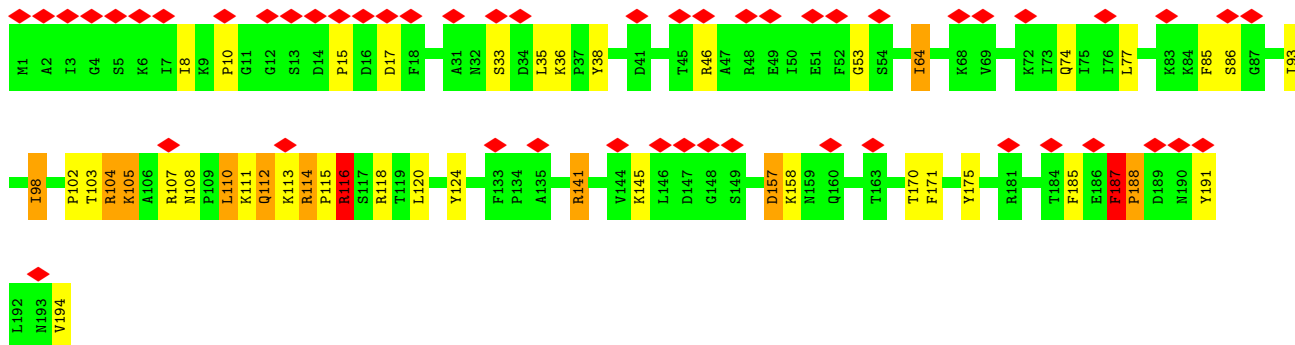 M1 A2 I3 G4 S5 K6 I7 I8 K9 P10 G11 G12 S13 D14 P15 D16 D17 F18 A31 N32 S33 D34 L35 K36 P37 Y38 D41 T45 R46 A47 R48 E49 I50 E51 F52 G53 S54 I64 K68 V69 K72 I73 Q74 I75 I76 L77 K83 K84 F85 S86 G87 I93
I98 P102 T103 R104 K105 A106 R107 N108 P109 L110 K111 Q112 K113 R114 P115 R116 S117 R118 T119 L120 Y124 F133 P134 A135 R141 V144 K145 L146 D147 G148 S149 D157 K158 N159 Q160 T163 T170 F171 Y175 R181 T184 F185 E186 F187 P188 D189 N190 Y191
L192 N193 V194